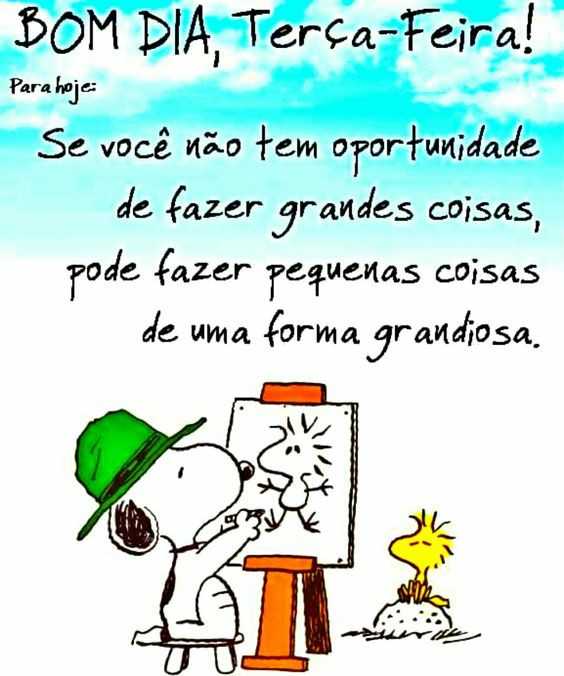 BOM DIA, Terça-Feira!
Para hoje:
Se você não tem oportunidade
de fazer grandes coisas,
pode fazer pequenas coisas
de uma forma grandiosa.